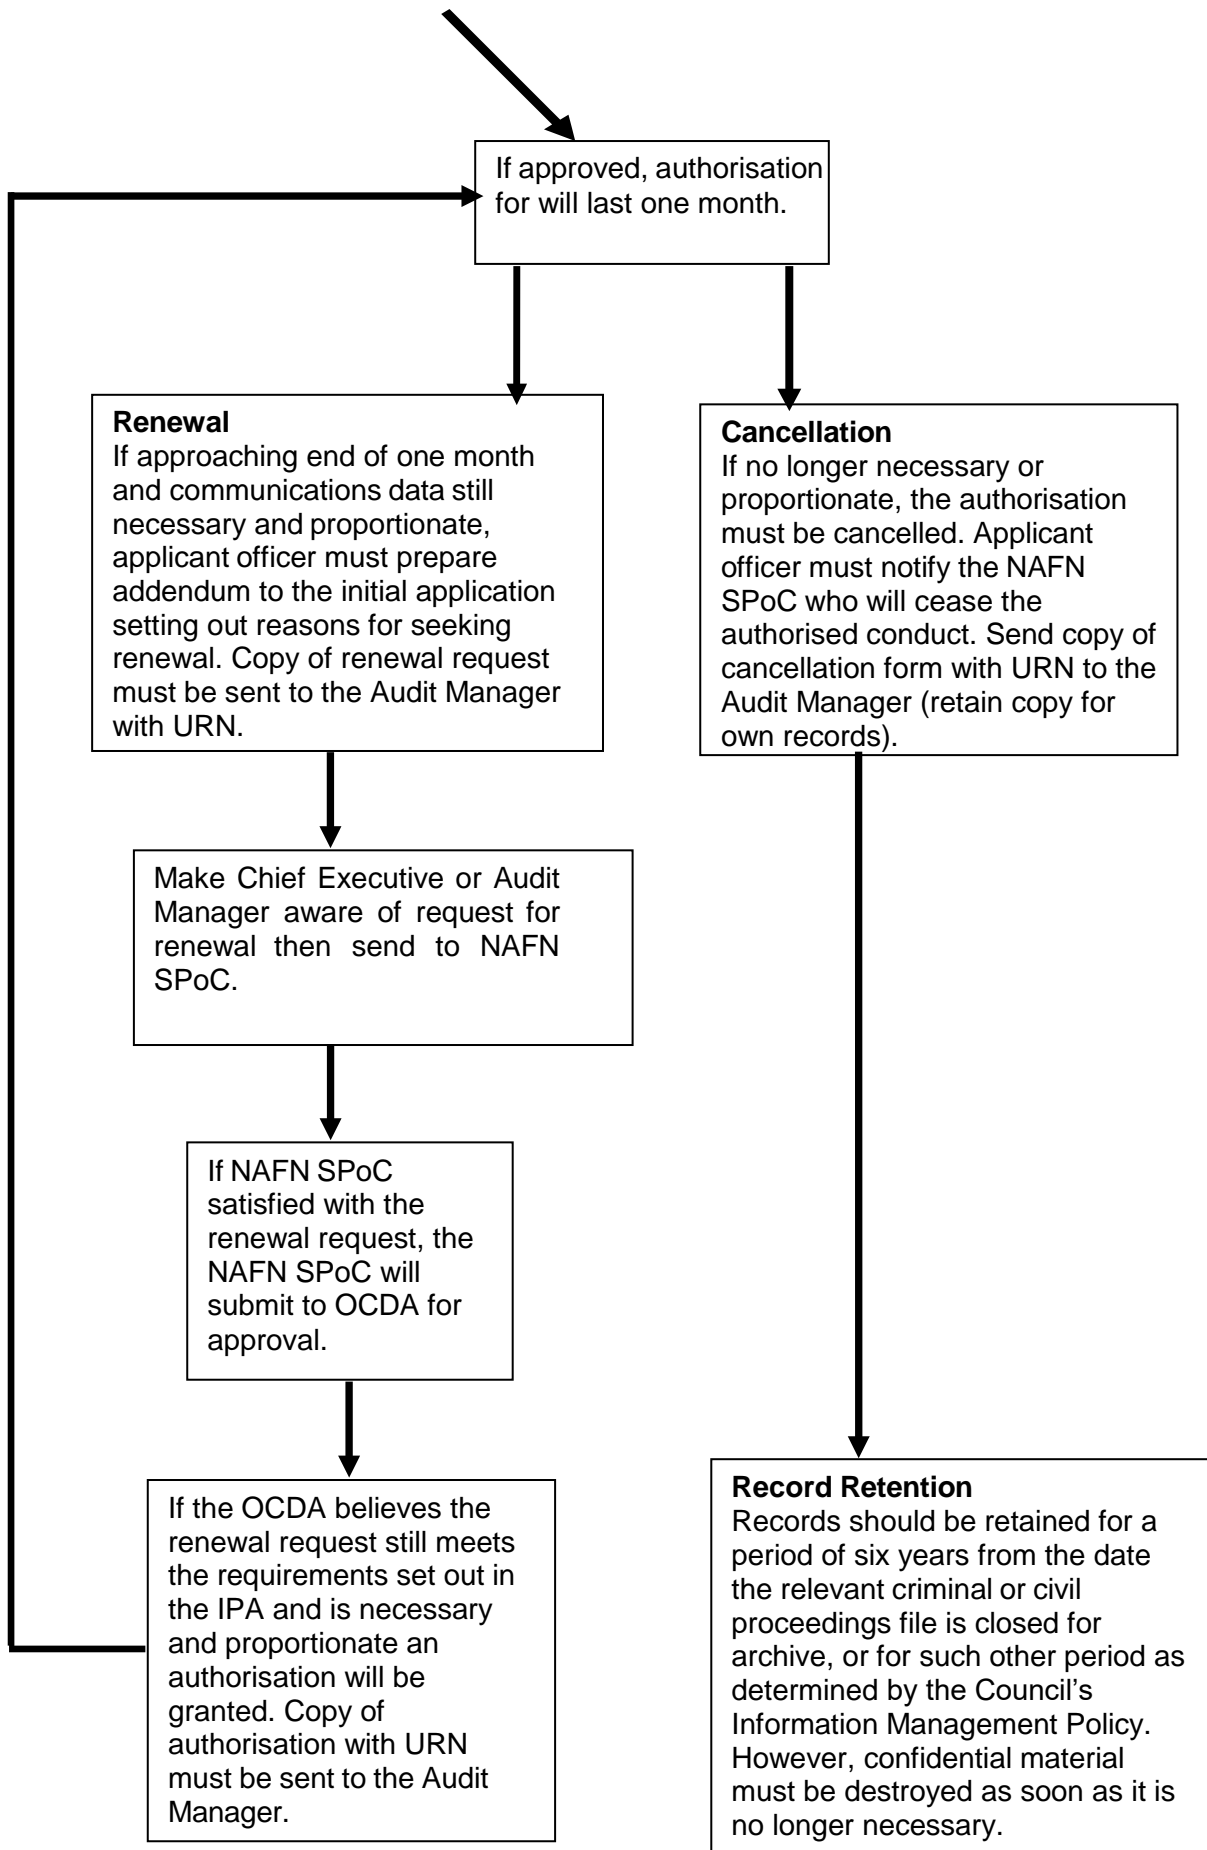 If approved, authorisation
for will last one month.
Renewal
If approaching end of one month
and communications data still
necessary and proportionate,
applicant officer must prepare
addendum to the initial application
setting out reasons for seeking
renewal. Copy of renewal request
must be sent to the Audit Manager
with URN.
Cancellation
If no longer necessary or
proportionate, the authorisation
must be cancelled. Applicant
officer must notify the NAFN
SPoC who will cease the
authorised conduct. Send copy of
cancellation form with URN to the
Audit Manager (retain copy for
own records).
Make Chief Executive or Audit
Manager aware of request for
renewal then send to NAFN
SPoC.
If NAFN SPoC
satisfied with the
renewal request, the
NAFN SPoC will
submit to OCDA for
approval.
If the OCDA believes the
renewal request still meets
the requirements set out in
the IPA and is necessary
and proportionate an
authorisation will be
granted. Copy of
authorisation with URN
must be sent to the Audit
Manager.
Record Retention
Records should be retained for a
period of six years from the date
the relevant criminal or civil
proceedings file is closed for
archive, or for such other period as
determined by the Council’s
Information Management Policy.
However, confidential material
must be destroyed as soon as it is
no longer necessary.